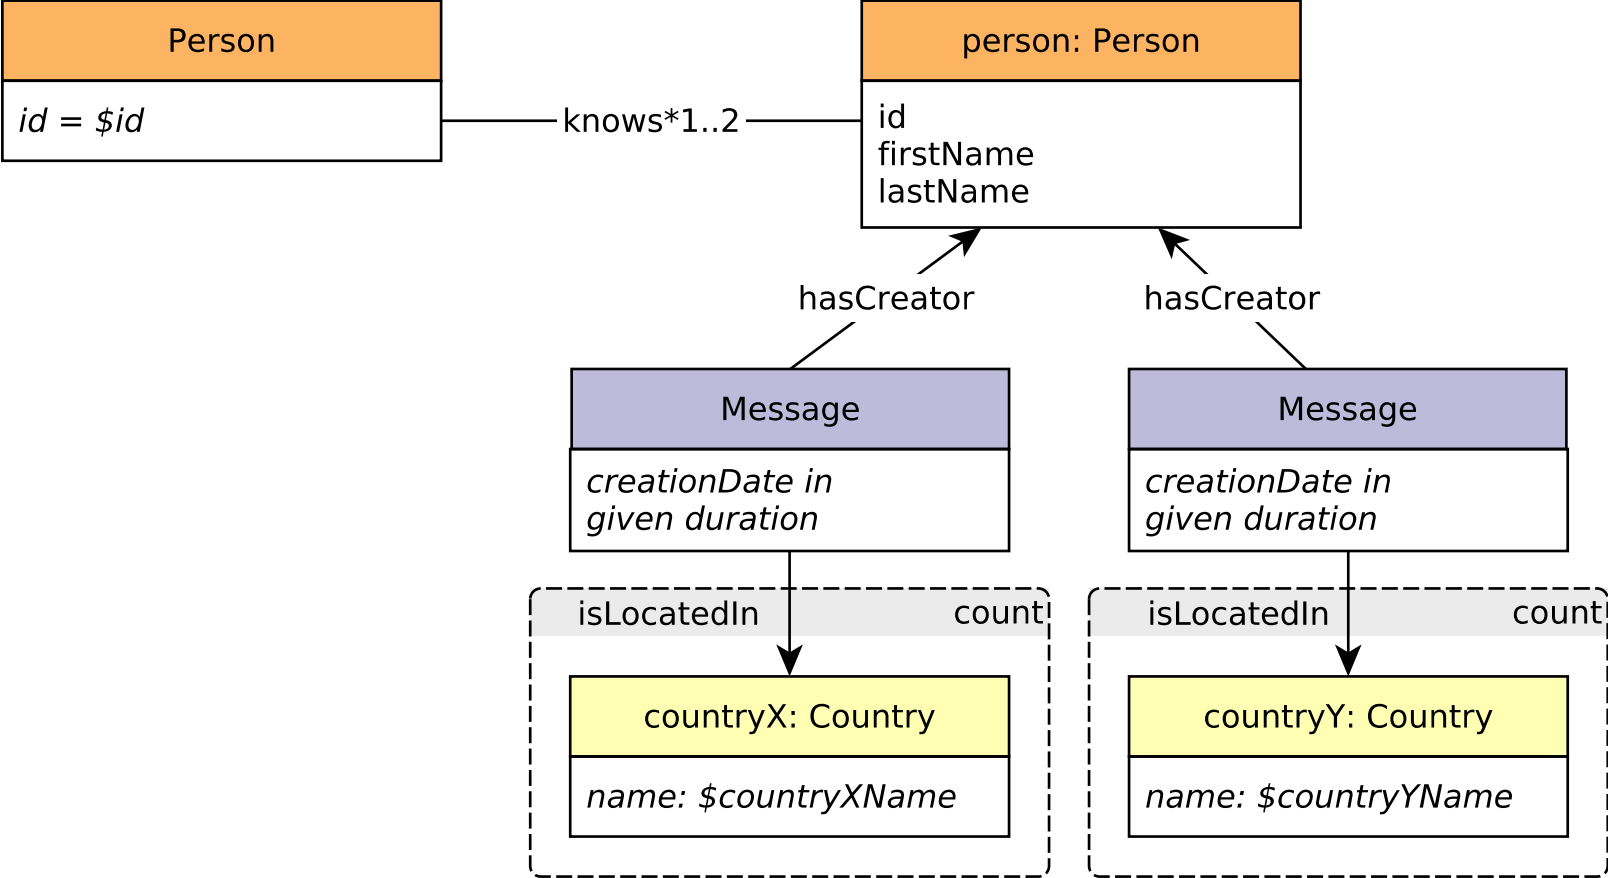 Person
id = $id
knows*1..2
person: Person
id
firstName
lastName
hasCreator
hasCreator
Message
creationDate in
given duration
Message
creationDate in
given duration
isLocatedIn
count
isLocatedIn
count
countryX: Country
name: $countryXName
countryY: Country
name: $countryYName